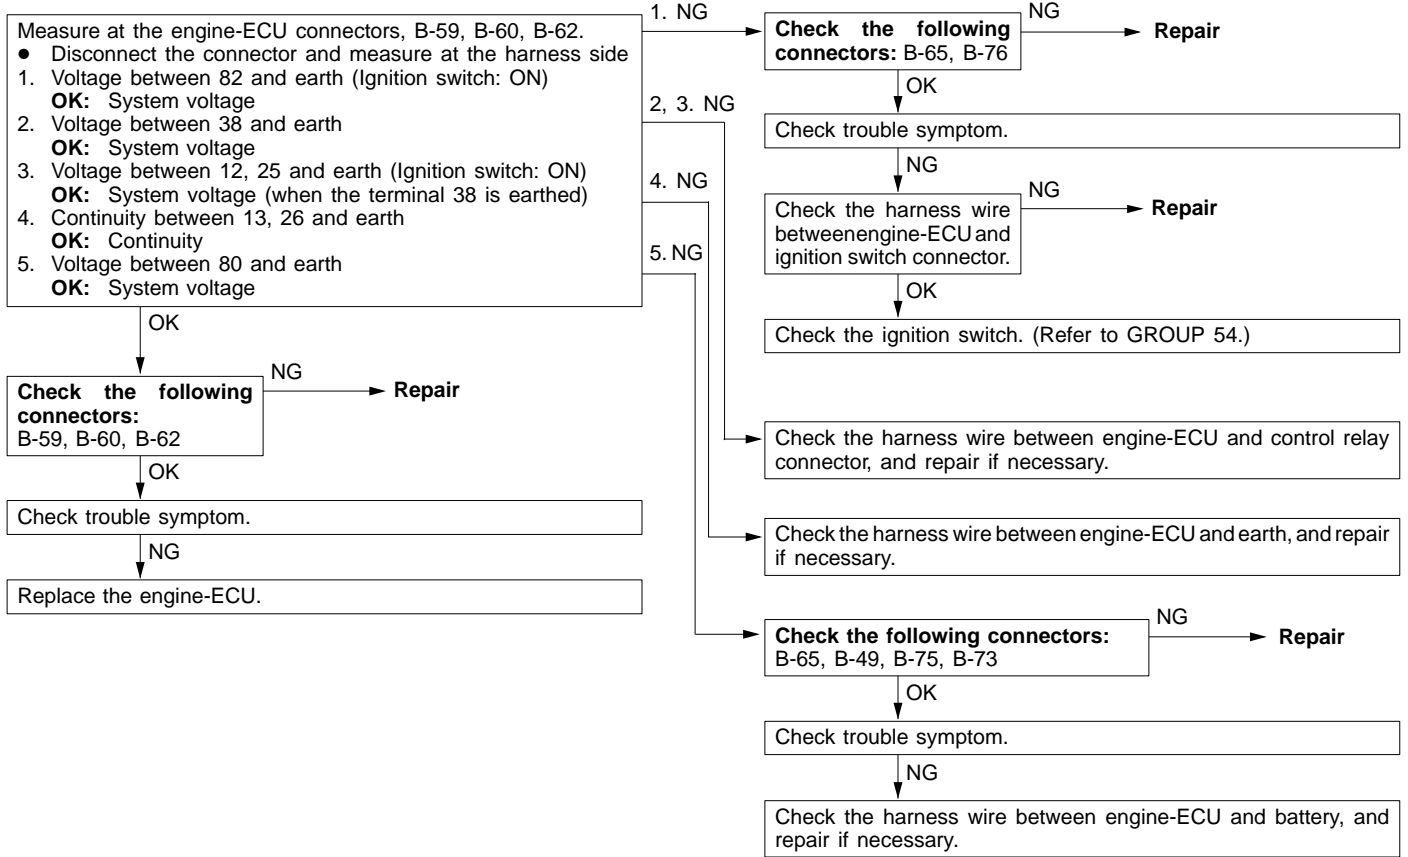 Measure at the engine-ECU connectors, B-59, B-60, B-62.
● Disconnect the connector and measure at the harness side
1. Voltage between 82 and earth (Ignition switch: ON)
OK: System voltage
2. Voltage between 38 and earth
OK: System voltage
3. Voltage between 12, 25 and earth (Ignition switch: ON)
OK: System voltage (when the terminal 38 is earthed)
4. Continuity between 13, 26 and earth
OK: Continuity
5. Voltage between 80 and earth
OK: System voltage
OK
Check the following
connectors:
B-59, B-60, B-62
NG
Repair
OK
Check trouble symptom.
NG
Replace the engine-ECU.
1. NG
Check the following
connectors: B-65, B-76
NG
Repair
OK
Check trouble symptom.
NG
Check the harness wire
between engine-ECU and
ignition switch connector.
NG
Repair
OK
Check the ignition switch. (Refer to GROUP 54.)
2, 3. NG
Check the harness wire between engine-ECU and control relay
connector, and repair if necessary.
4. NG
Check the harness wire between engine-ECU and earth, and repair
if necessary.
5. NG
Check the following connectors:
B-65, B-49, B-75, B-73
NG
Repair
OK
Check trouble symptom.
NG
Check the harness wire between engine-ECU and battery, and
repair if necessary.